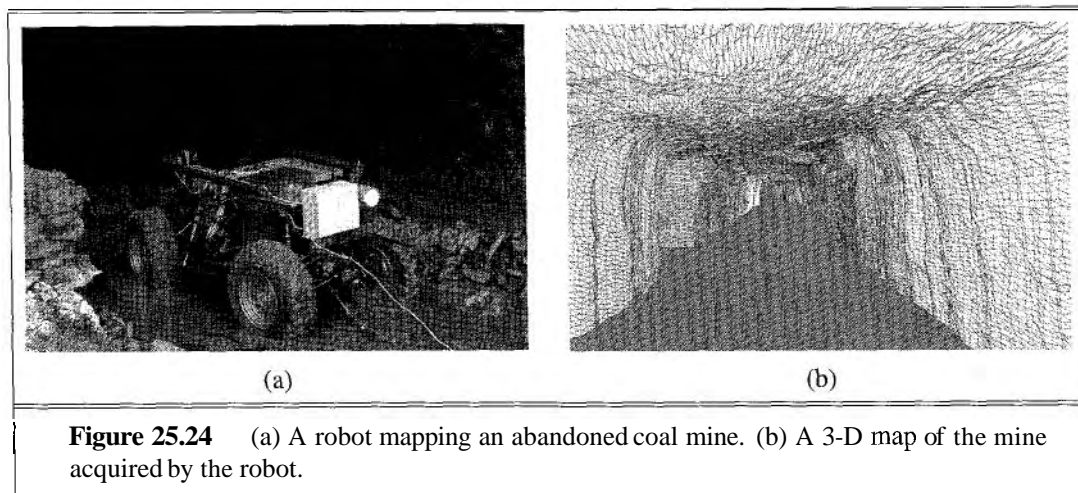 (a)
(b)
Figure 25.24 (a) A robot mapping an abandoned coal mine. (b) A 3-D map of the mine
acquired by the robot.